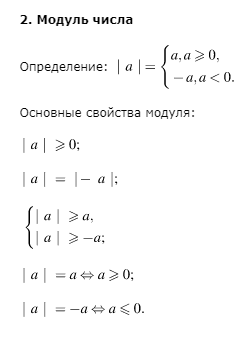 2. Модуль числа
Определение: | a | = { a, a ⩾ 0,
− a, a < 0.
Основные свойства модуля:
| a | ⩾ 0;
| a | = | − a |;
{ | a | ⩾ a,
| a | ⩾ −a;
| a | = a ⇔ a ⩾ 0;
| a | = −a ⇔ a ⩽ 0.